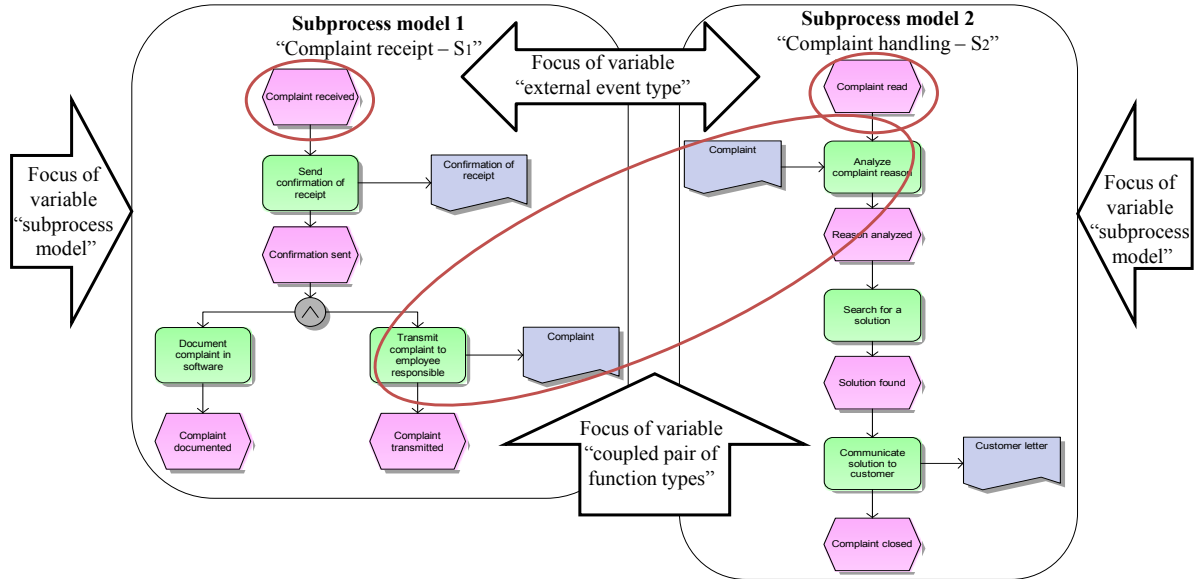 Subprocess model 1
“Complaint receipt – S1”
Complaint received
Send
confirmation of
receipt
Confirmation of
receipt
Confirmation sent
Document
complaint in
software
Transmit
complaint to
employee
responsible
Complaint
Complaint
documented
Complaint
transmitted
Focus of
variable
“subprocess
model”
Focus of variable
“external event type”
Focus of variable
“coupled pair of
function types”
Subprocess model 2
“Complaint handling – S2”
Complaint read
Complaint
Analyze
complaint reason
Reason analyzed
Search for a
solution
Solution found
Communicate
solution to
customer
Customer letter
Complaint closed
Focus of
variable
“subprocess
model”